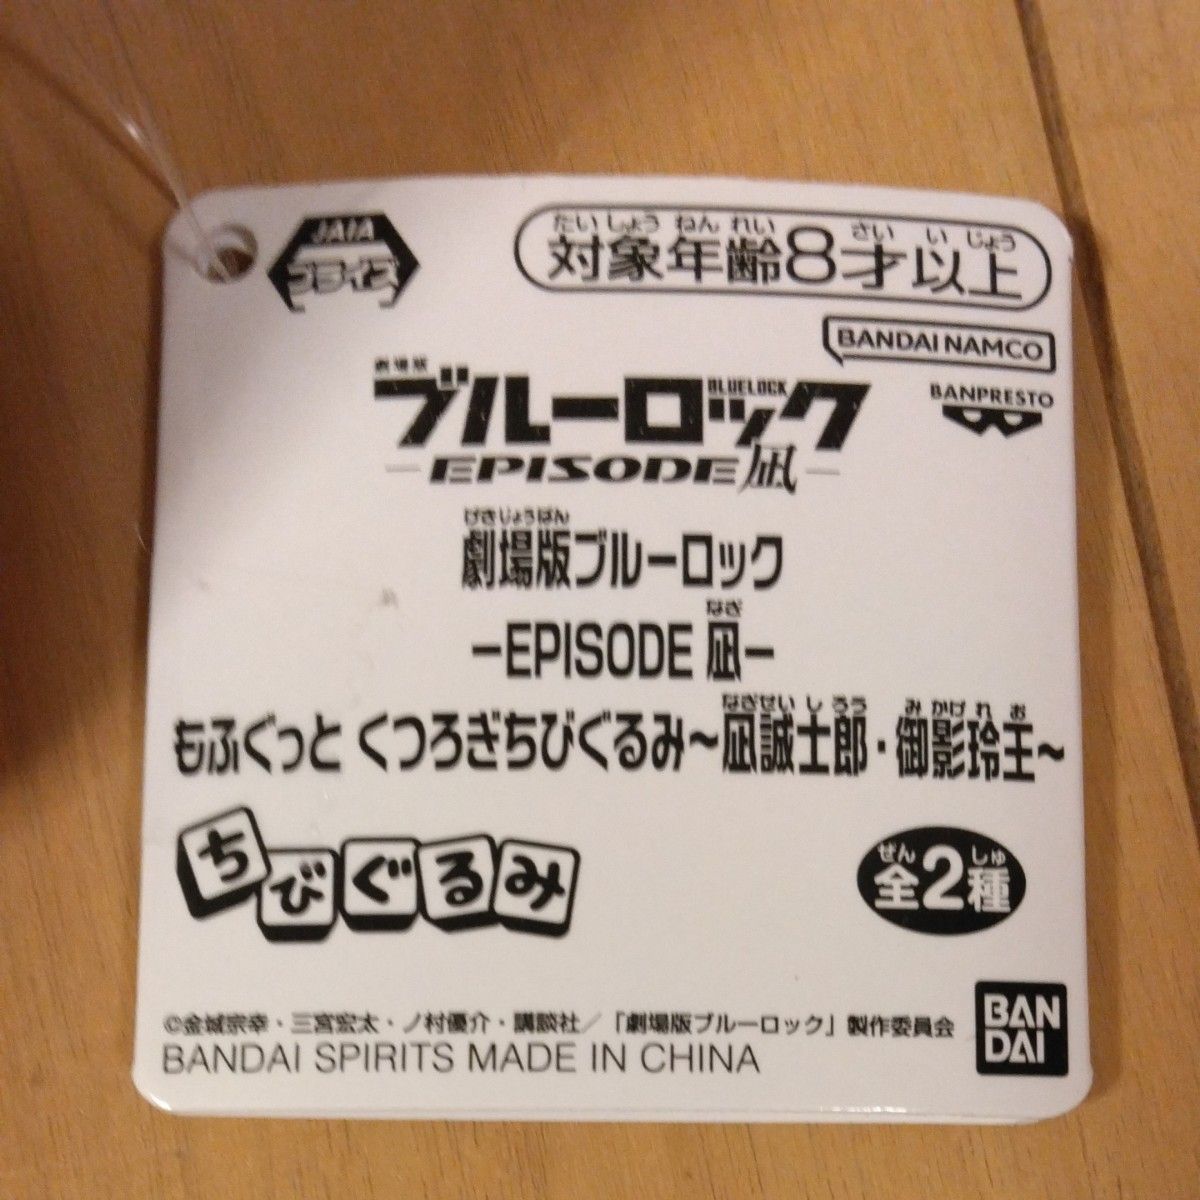 JAIA
プライズ
たいしょうねんれい さいいじょう
対象年齢8才以上
BANDAI NAMCO
BANPRESTO
劇場版
ブルーロック
BLUELOCK
-EPISODE凪-
げきじょうばん
劇場版ブルーロック
なぎ
-EPISODE 凪-
なぎせいしろう みかげれお
もふぐっと くつろぎちびぐるみ~凪誠士郎・御影玲王~
ちびぐるみ
ぜん しゅ
全2種
©金城宗幸・三宮宏太・ノ村優介・講談社/「劇場版ブルーロック」製作委員会
BANDAI SPIRITS MADE IN CHINA
BAN
DAI